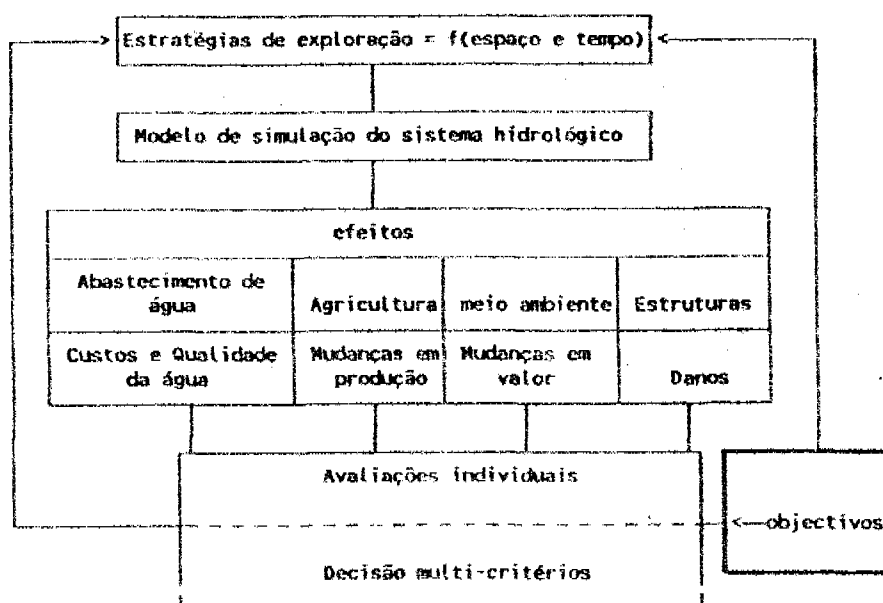 Estratégias de exploração = f(espaço e tempo)
Modelo de simulação do sistema hídrológico
efeitos
Abastecimento de
água
Agricultura
meio ambiente
Estruturas
Custos e Qualidade
da água
Mudanças em
produção
Mudanças em
valor
Danos
Avaliações individuais
objectivos
Decisão multi-critérios